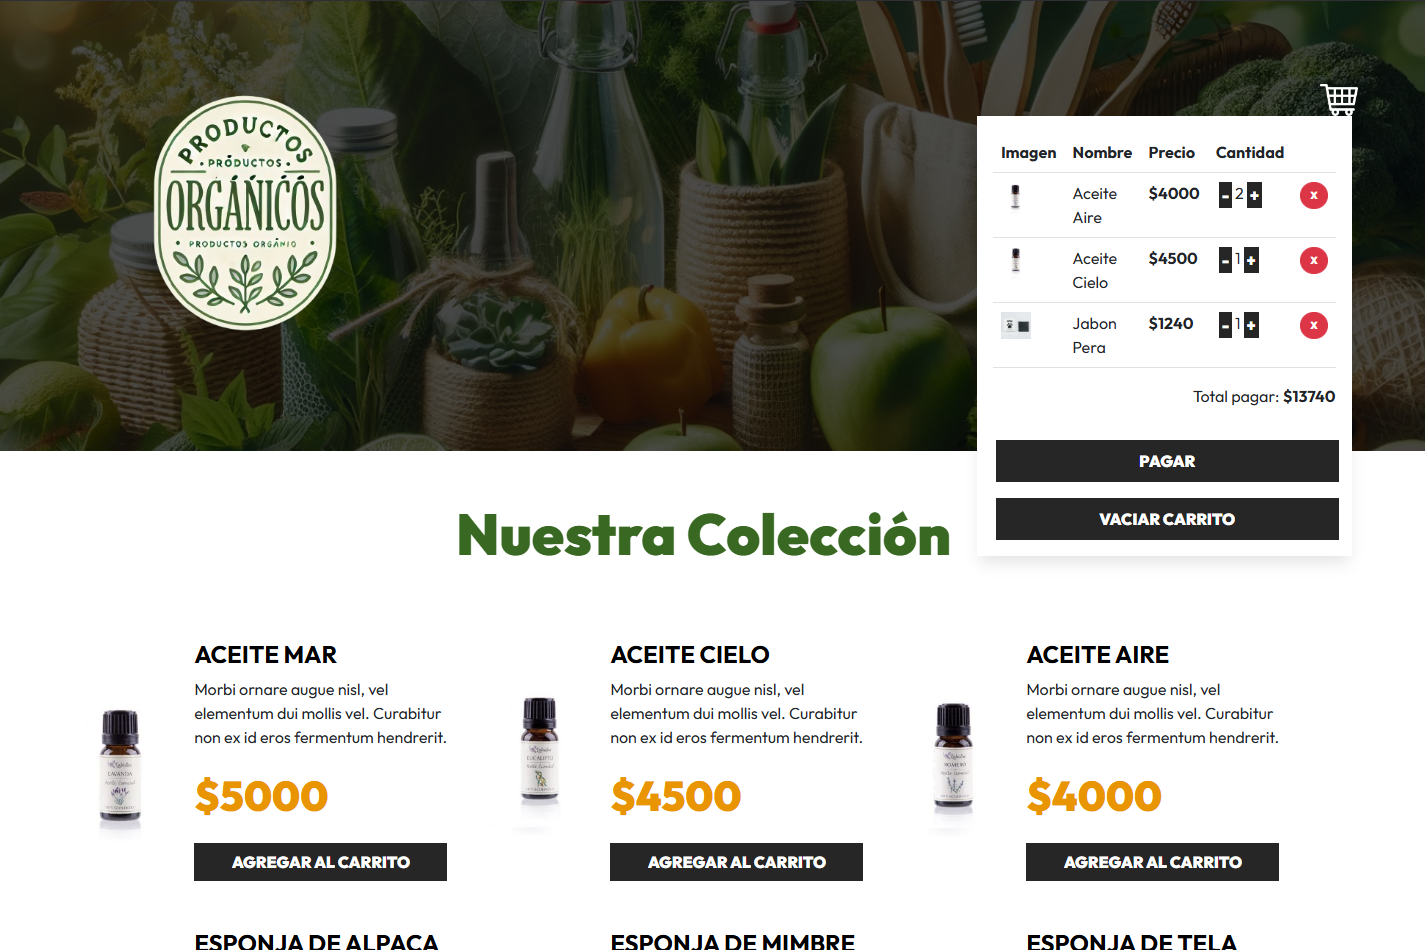 PRODUCTOS
• PRODUCTOS •
ORGÁNICÓS
• PRODUCTOS ORGÁNIO •
Imagen Nombre Precio Cantidad
Aceite Aire $4000 - 2 + x
Aceite Cielo $4500 - 1 + x
Jabon Pera $1240 - 1 + x
Total pagar: $13740
PAGAR
VACIAR CARRITO
Nuestra Colección
ACEITE MAR
Morbi ornare augue nisl, vel
elementum dui mollis vel. Curabitur
non ex id eros fermentum hendrerit.
$5000
AGREGAR AL CARRITO
LAVANDA
ACEITE CIELO
Morbi ornare augue nisl, vel
elementum dui mollis vel. Curabitur
non ex id eros fermentum hendrerit.
$4500
AGREGAR AL CARRITO
EUCALIPTO
ACEITE AIRE
Morbi ornare augue nisl, vel
elementum dui mollis vel. Curabitur
non ex id eros fermentum hendrerit.
$4000
AGREGAR AL CARRITO
ROMERO
ESPONJA DE ALPACA
ESPONJA DE MIMBRE
ESPONJA DE TELA